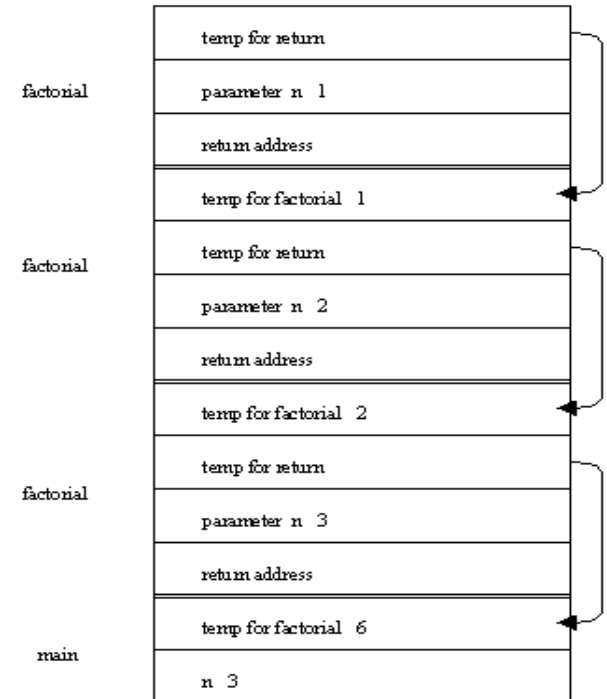 temp for return
factorial
parameter n 1
return address
temp for factorial 1
temp for return
factorial
parameter n 2
return address
temp for factorial 2
temp for return
factorial
parameter n 3
return address
temp for factorial 6
main
n 3